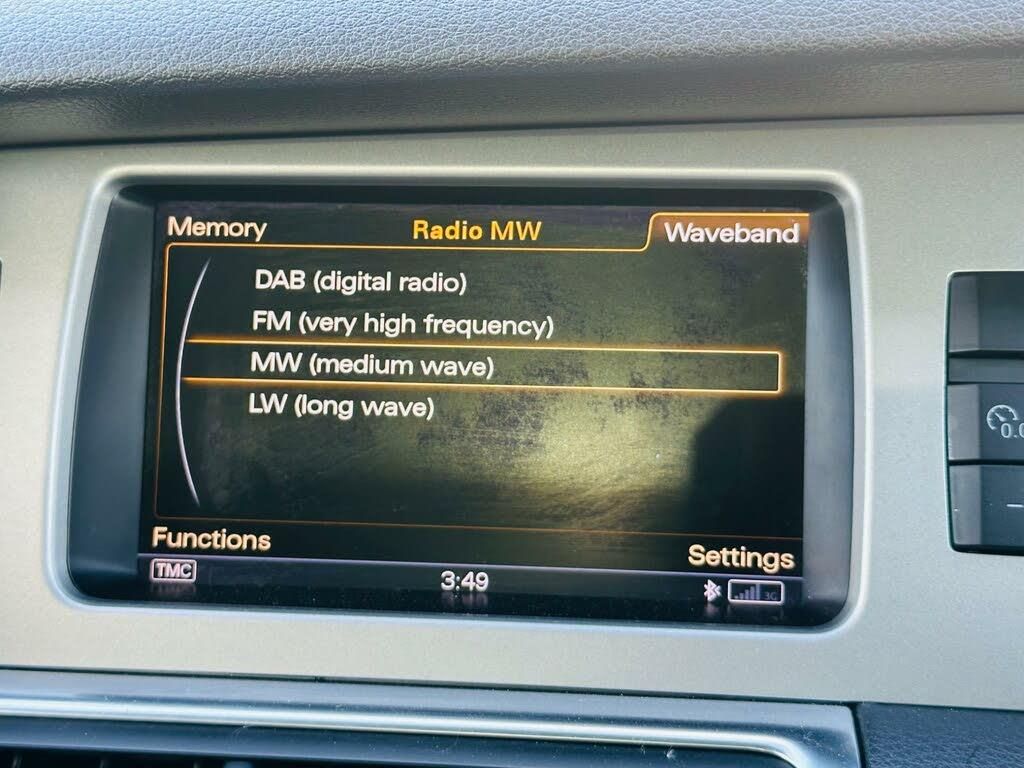 Memory
Radio MW
Waveband
DAB (digital radio)
FM (very high frequency)
MW (medium wave)
LW (long wave)
Functions
Settings
TMC
3:49
3G